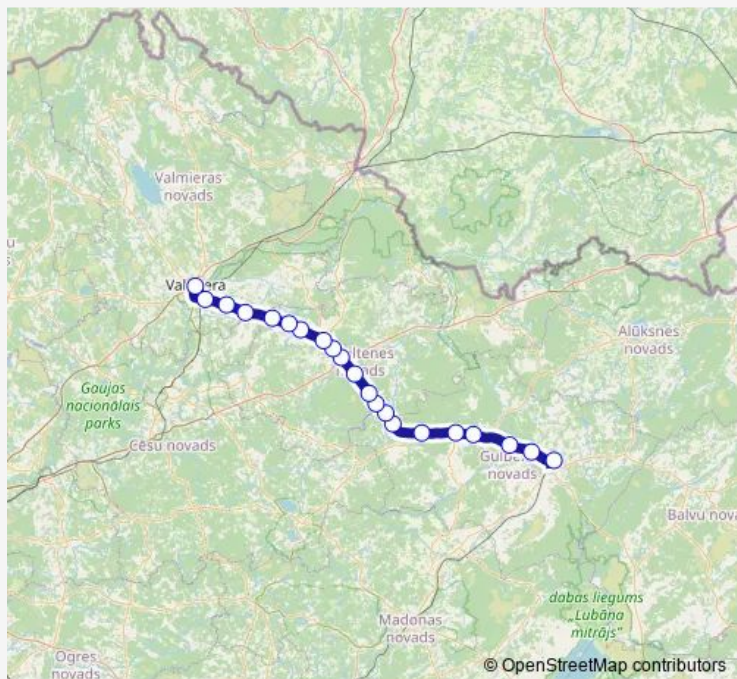 Valmieras
novads
Valmiera
Alūksnes
novads
Gaujas
nacionālais
parks
Cēsu novads
novads
Balvu nova
dabas liegums
„Lubāna
mitrājs”
Madonas
novads
Ogres
novads
© OpenStreetMap contributors